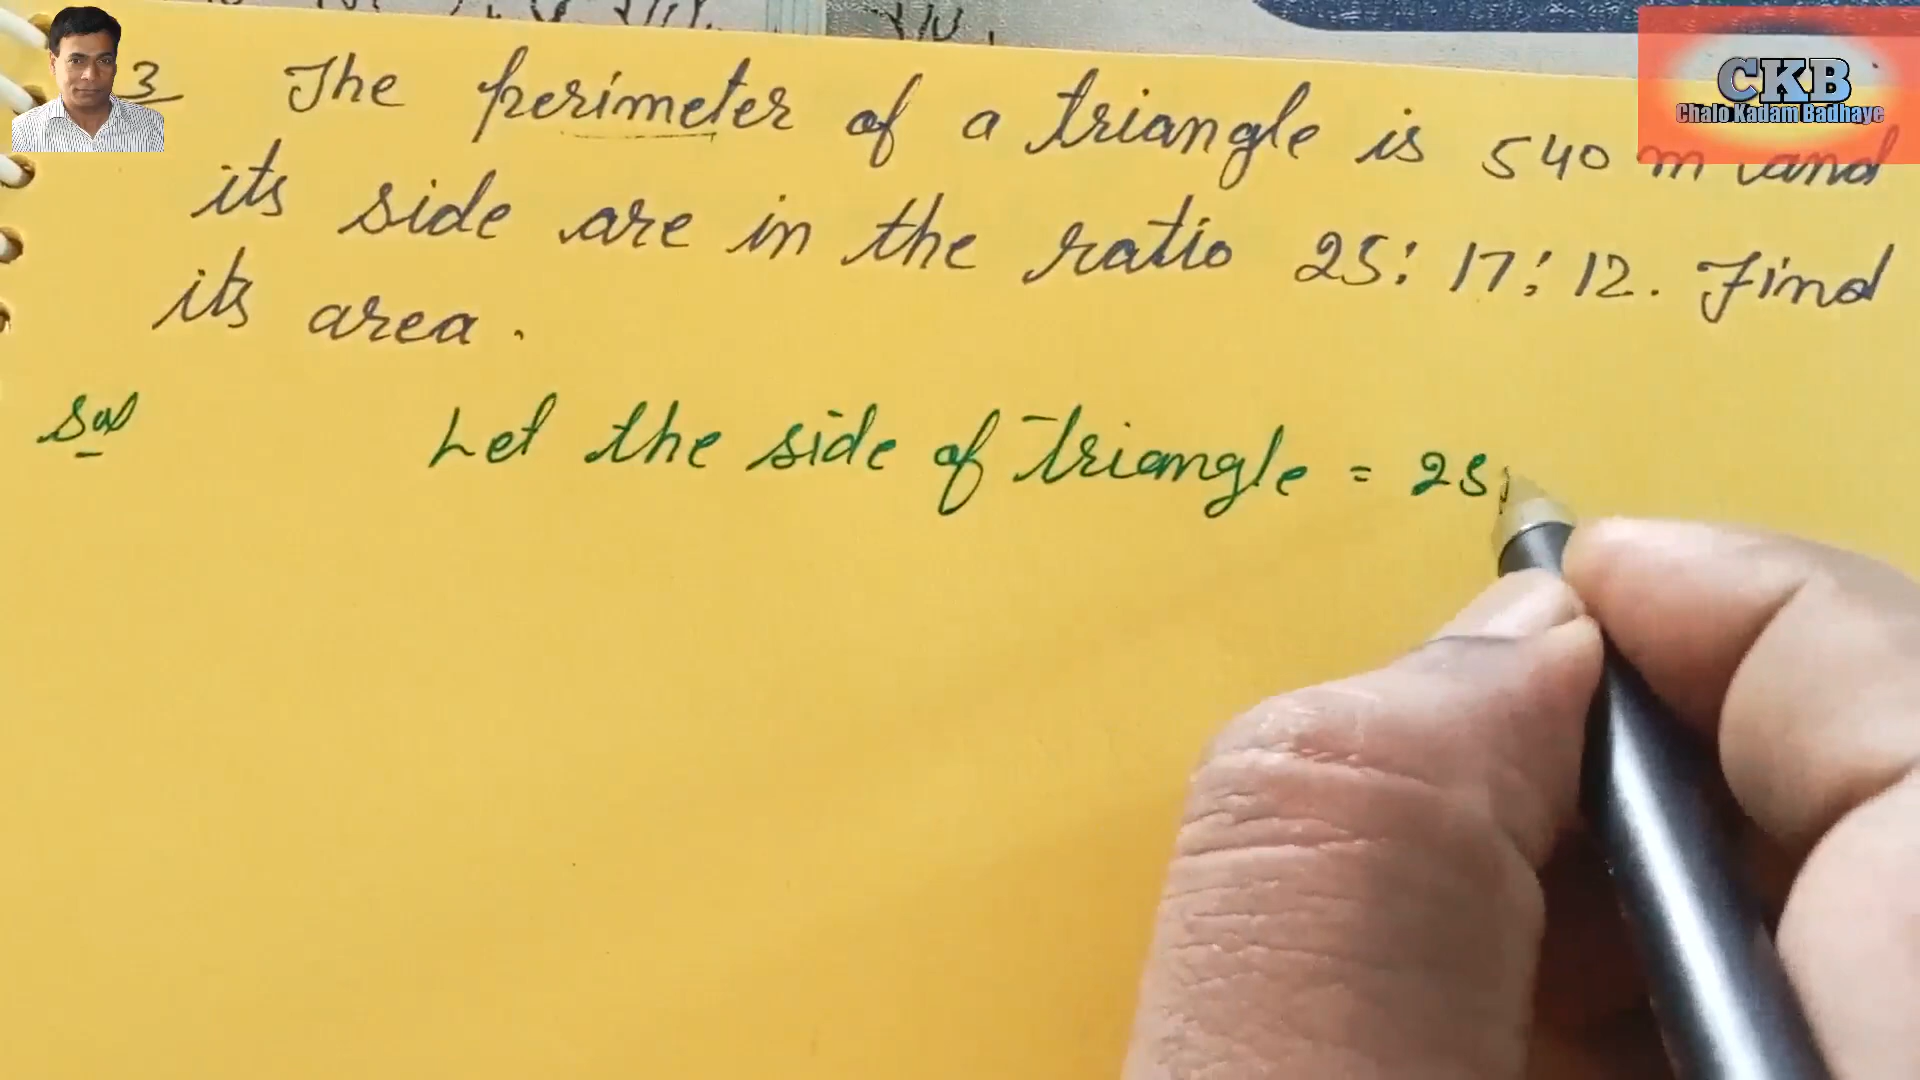 CKB
Chalo Kadam Badhaye
3 The perimeter of a triangle is 540 m and
its side are in the ratio 25: 17: 12. Find
its area.
Sol Let the side of triangle = 25